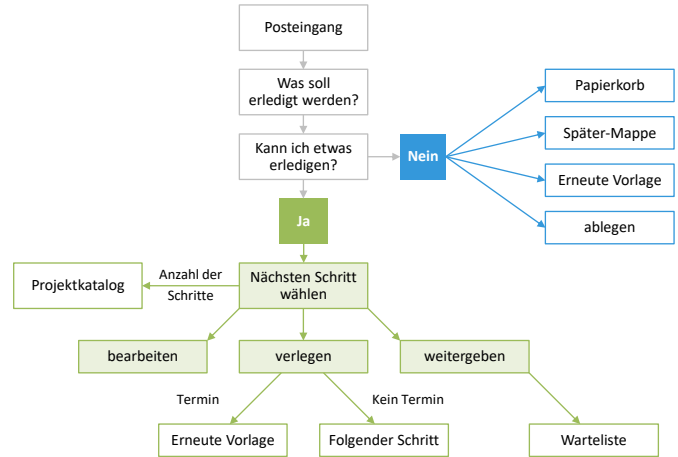 Posteingang
Was soll
erledigt werden?
Kann ich etwas
erledigen?
Nein
Papierkorb
Später-Mappe
Erneute Vorlage
ablegen
Ja
Nächsten Schritt
wählen
Anzahl der
Schritte
Projektkatalog
bearbeiten
verlegen
weitergeben
Termin
Kein Termin
Erneute Vorlage
Folgender Schritt
Warteliste